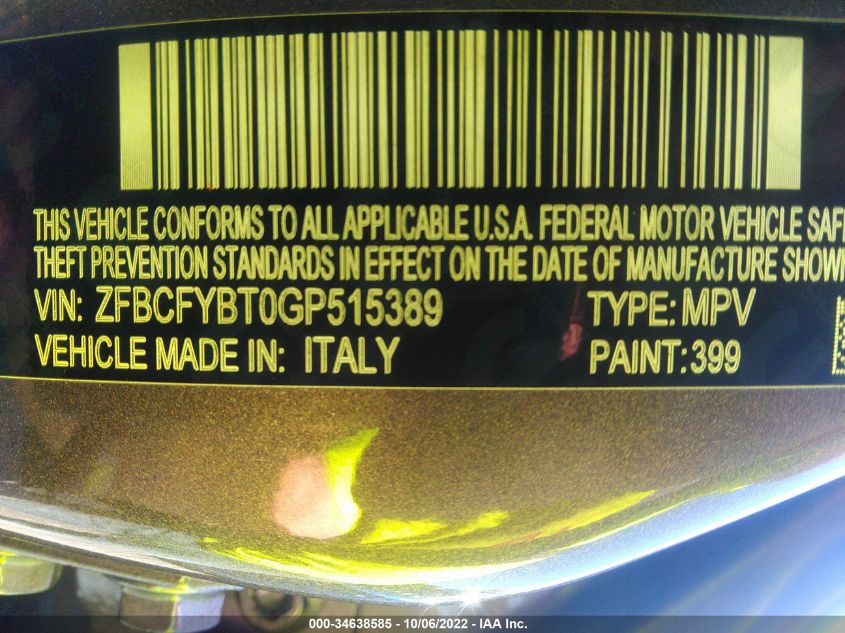 THIS VEHICLE CONFORMS TO ALL APPLICABLE U.S.A. FEDERAL MOTOR VEHICLE SAF
THEFT PREVENTION STANDARDS IN EFFECT ON THE DATE OF MANUFACTURE SHOWN
VIN: ZFBCFYBT0GP515389 TYPE: MPV
VEHICLE MADE IN: ITALY PAINT: 399
000-34638585 - 10/06/2022 - IAA Inc.